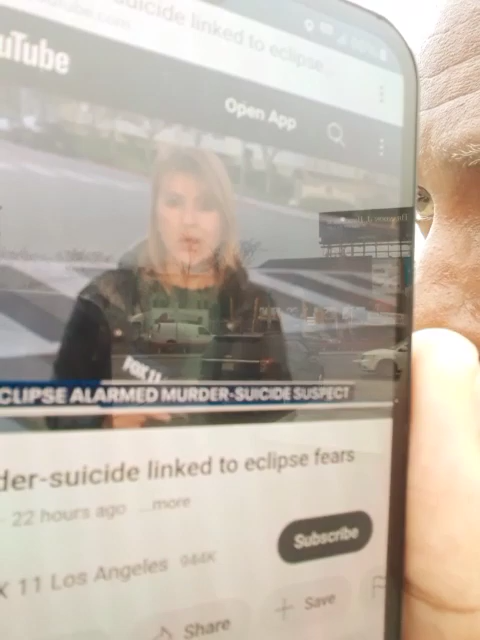 suicide linked to eclipse
uTube
Open App
FOX 11
CLIPSE ALARMED MURDER-SUICIDE SUSPECT
der-suicide linked to eclipse fears
22 hours ago ...more
X 11 Los Angeles 944K
Subscribe
Share
Save